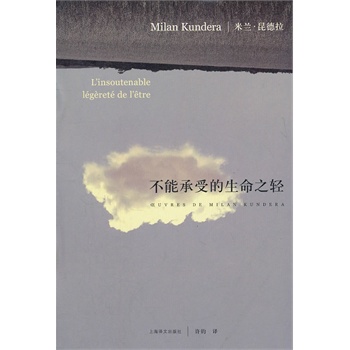 Milan Kundera | 米兰·昆德拉
L'insoutenable
légèreté de l'être
不能承受的生命之轻
ŒUVRES DE MILAN KUNDERA
上海译文出版社 | 许钧 译